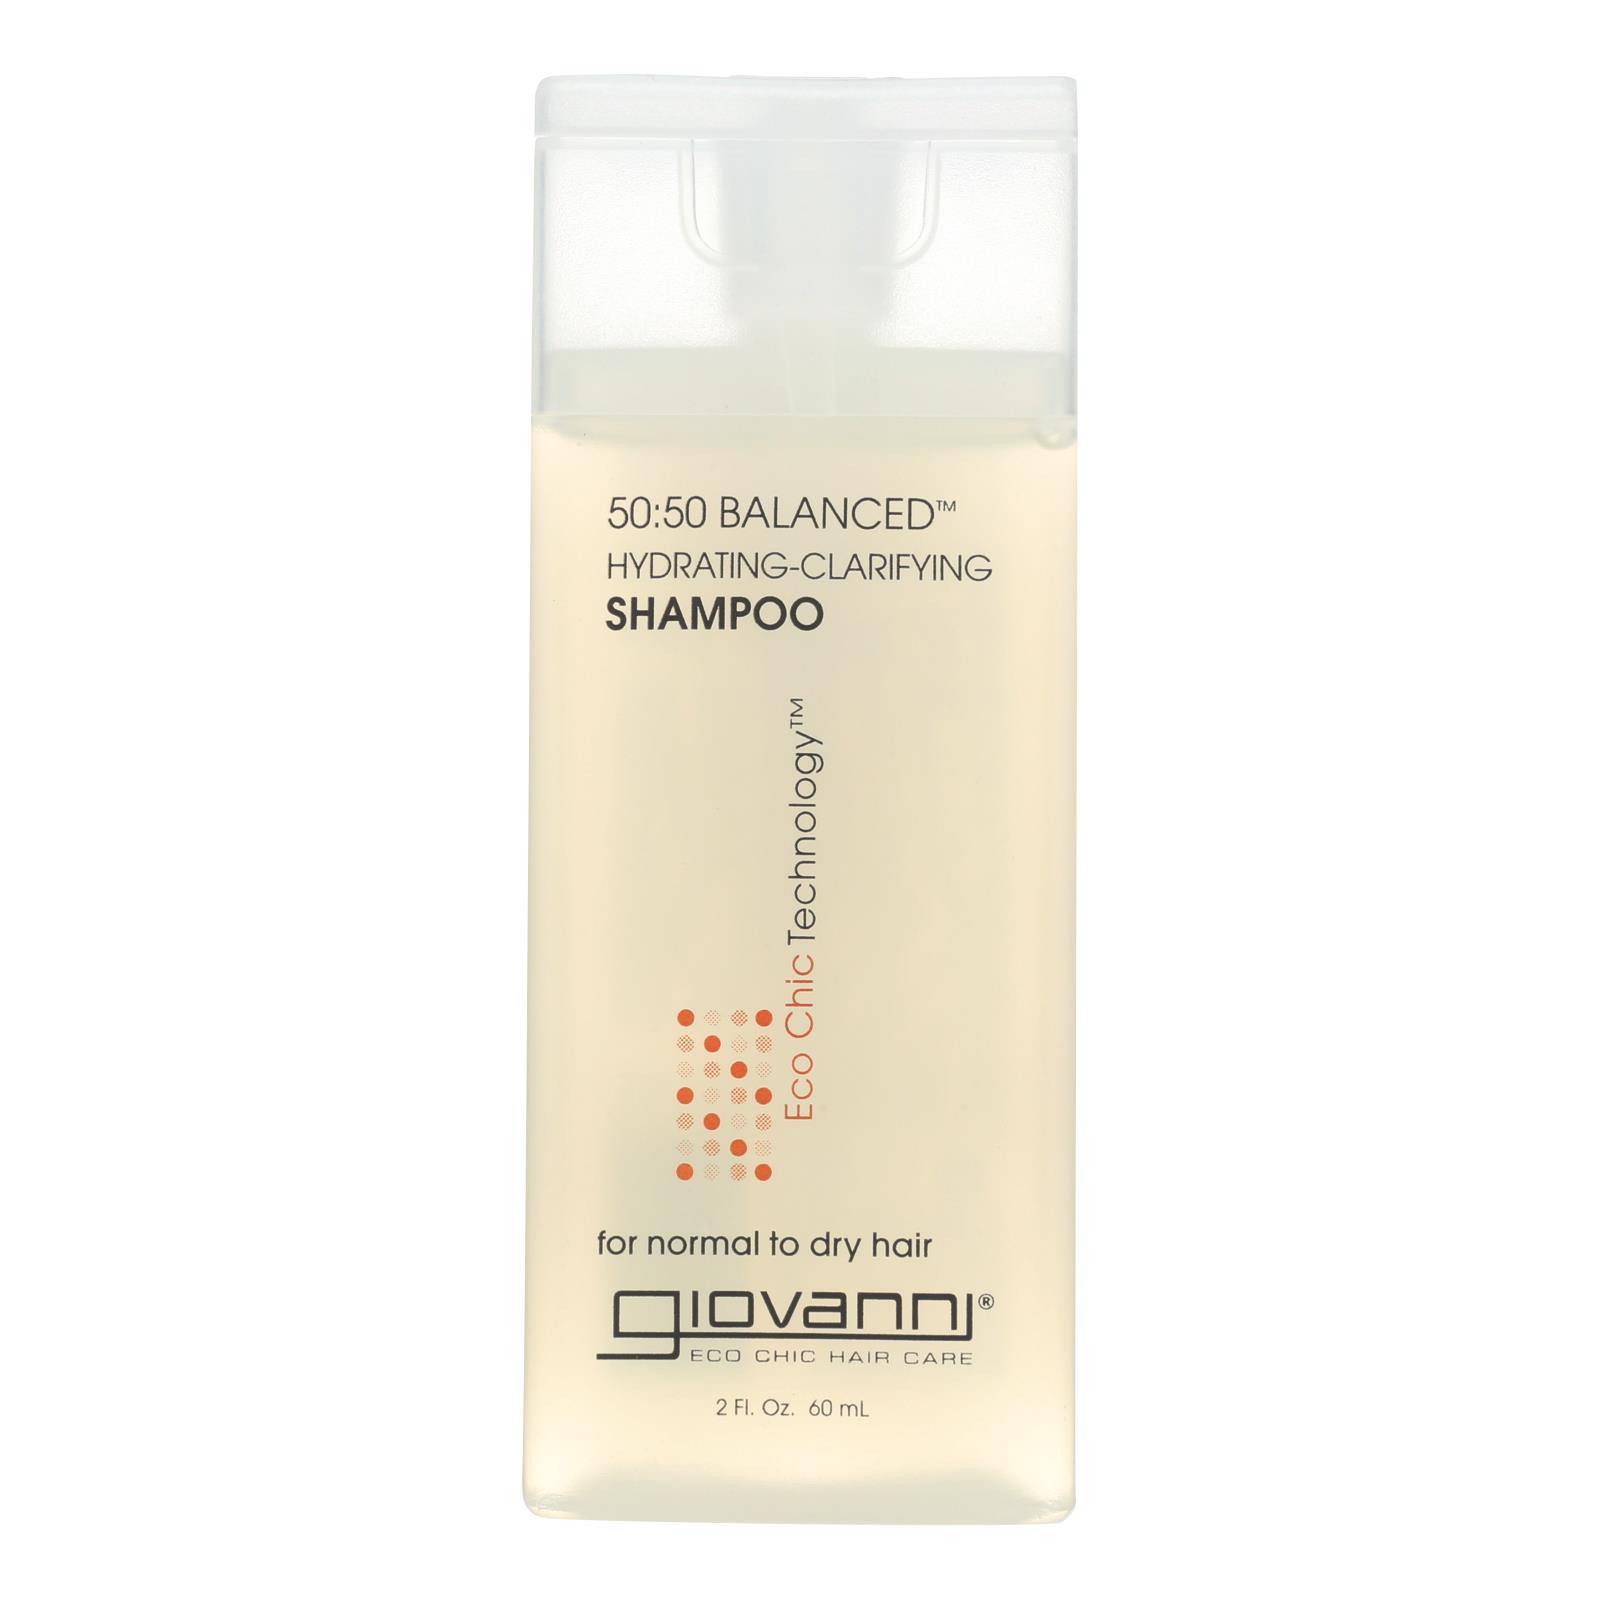 50:50 BALANCED™
HYDRATING-CLARIFYING
SHAMPOO
Eco Chic Technology™
for normal to dry hair
giovanni®
ECO CHIC HAIR CARE
2 Fl. Oz. 60 mL